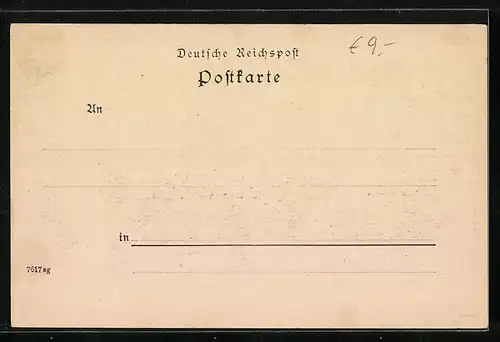 Deutsche Reichspost
€ 9,-
Postkarte
An
in
7617ag